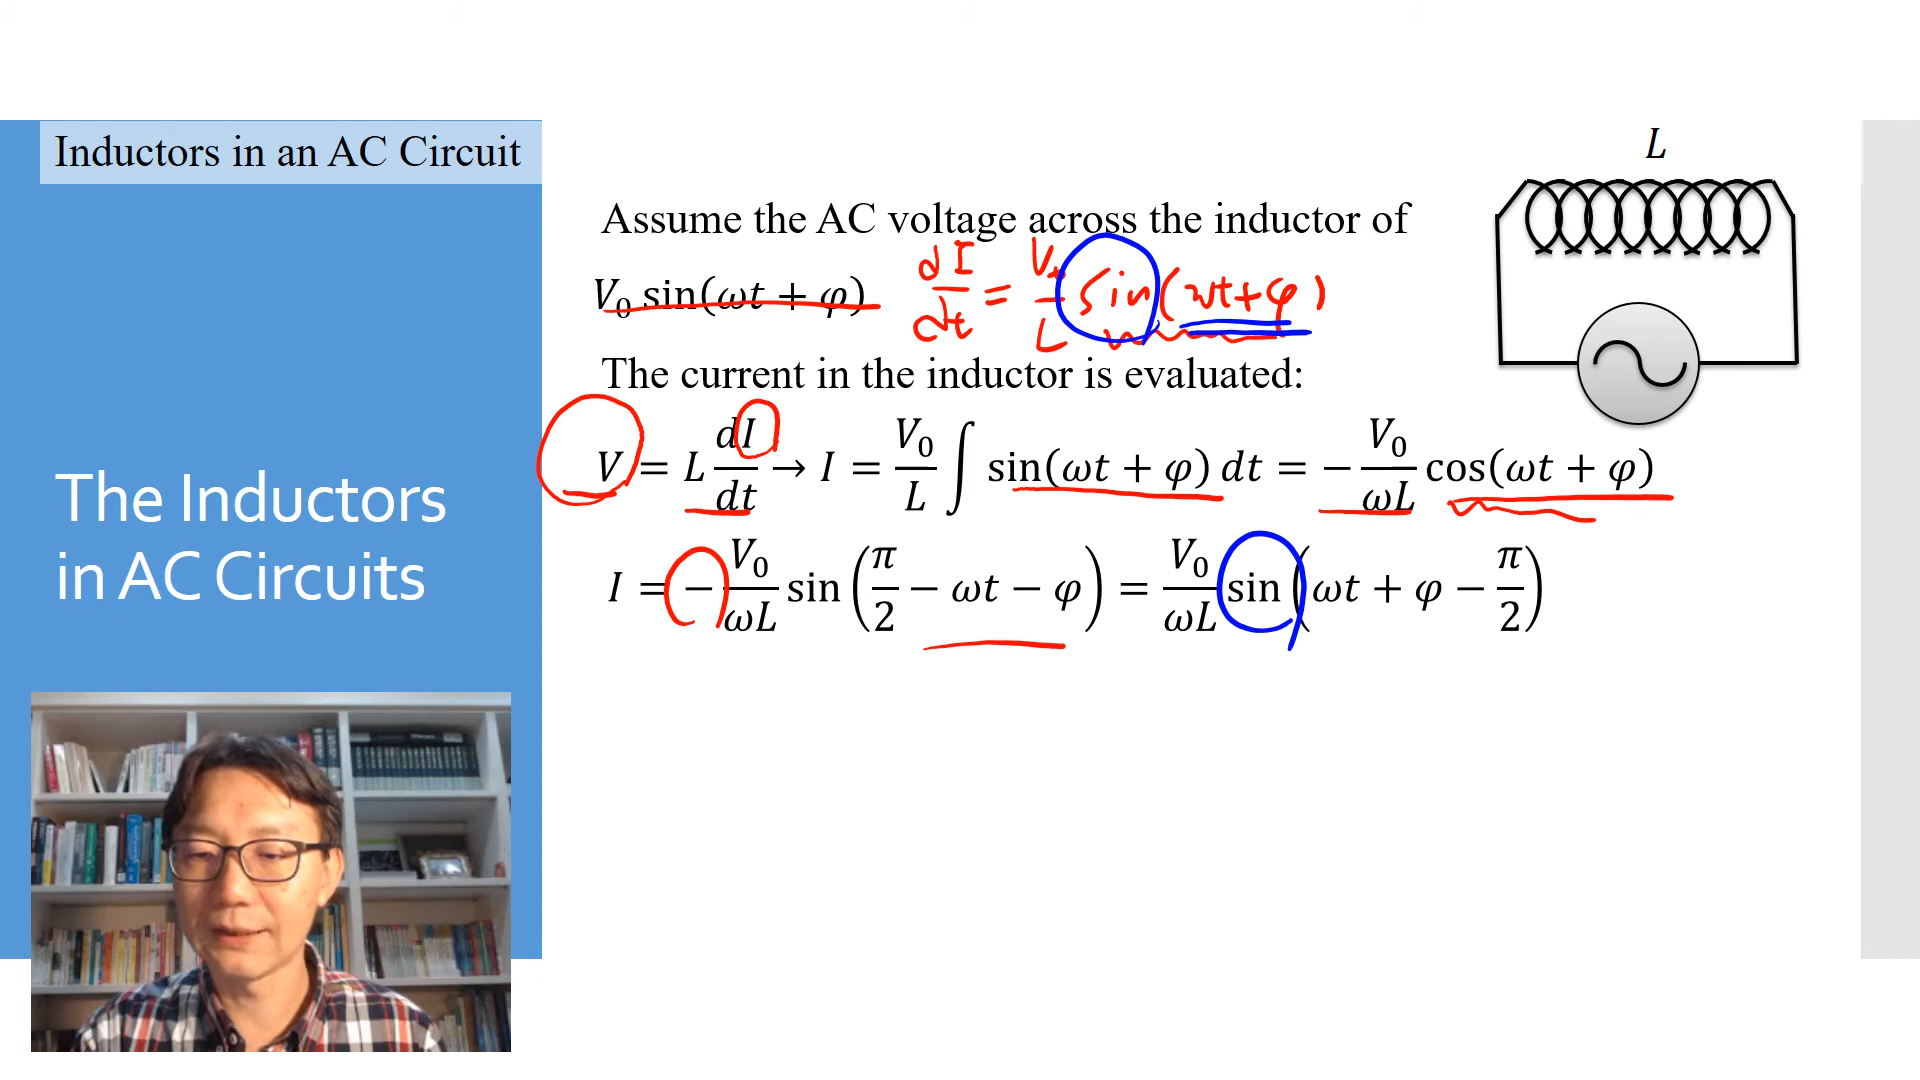 Inductors in an AC Circuit
The Inductors
in AC Circuits
L
Assume the AC voltage across the inductor of
V₀ sin(ωt + φ)
dI/dt = V₀/L sin(ωt+φ)
The current in the inductor is evaluated:
V = L dI/dt → I = V₀/L ∫ sin(ωt + φ) dt = − V₀/ωL cos(ωt + φ)
I = − V₀/ωL sin(π/2 − ωt − φ) = V₀/ωL sin(ωt + φ − π/2)